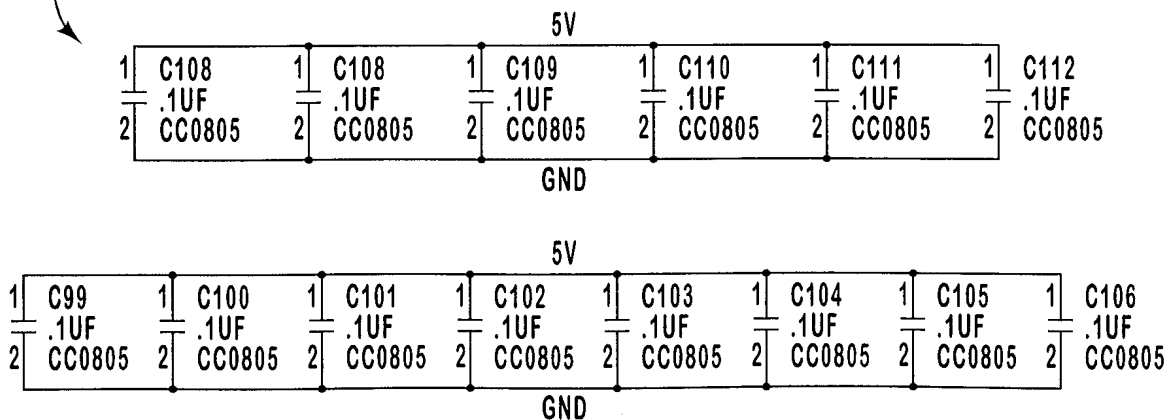 5V
1 C108 1 C108 1 C109 1 C110 1 C111 1 C112
.1UF .1UF .1UF .1UF .1UF .1UF
2 CC0805 2 CC0805 2 CC0805 2 CC0805 2 CC0805 2 CC0805
GND
5V
1 C99 1 C100 1 C101 1 C102 1 C103 1 C104 1 C105 1 C106
.1UF .1UF .1UF .1UF .1UF .1UF .1UF .1UF
2 CC0805 2 CC0805 2 CC0805 2 CC0805 2 CC0805 2 CC0805 2 CC0805 2 CC0805
GND